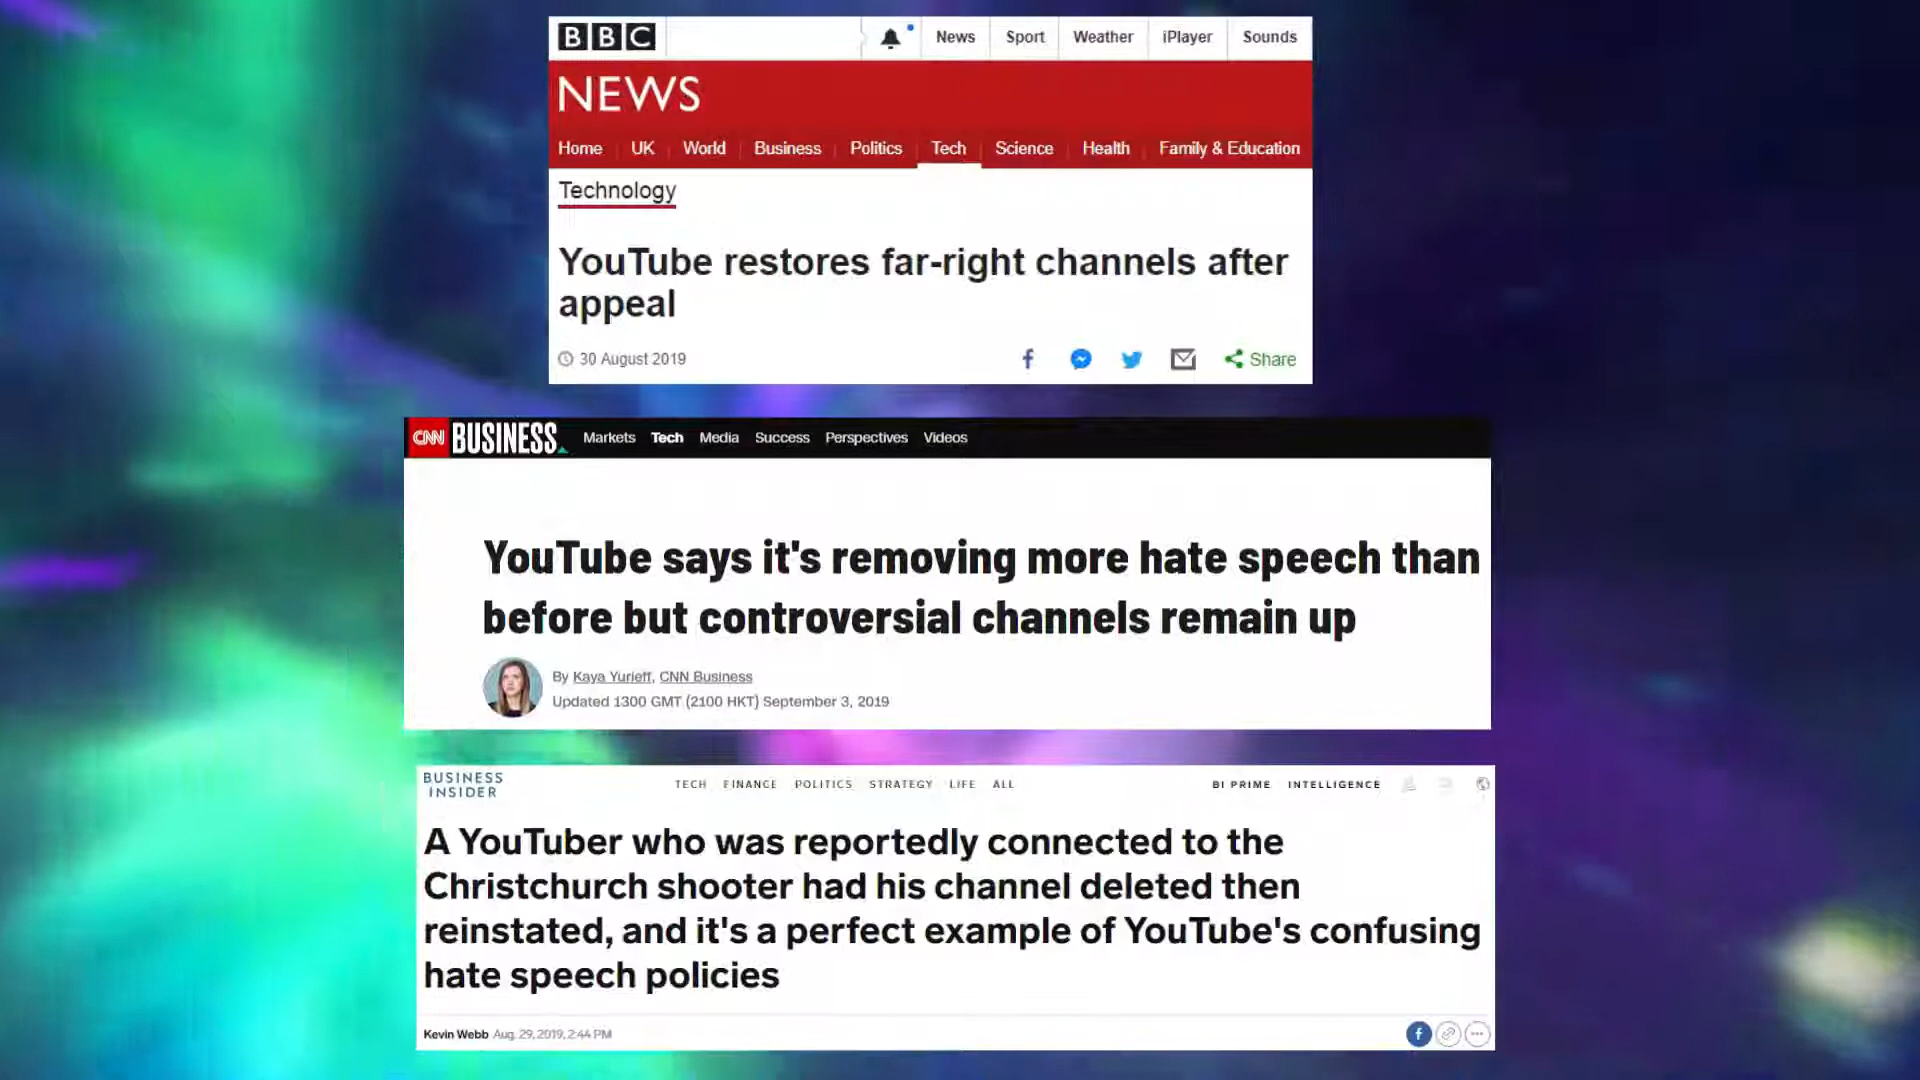 BBC
News Sport Weather iPlayer Sounds
NEWS
Home UK World Business Politics Tech Science Health Family & Education
Technology
YouTube restores far-right channels after
appeal
30 August 2019
Share
CNN BUSINESS Markets Tech Media Success Perspectives Videos
YouTube says it's removing more hate speech than
before but controversial channels remain up
By Kaya Yurieff, CNN Business
Updated 1300 GMT (2100 HKT) September 3, 2019
BUSINESS
INSIDER
TECH FINANCE POLITICS STRATEGY LIFE ALL
BI PRIME INTELLIGENCE
A YouTuber who was reportedly connected to the
Christchurch shooter had his channel deleted then
reinstated, and it's a perfect example of YouTube's confusing
hate speech policies
Kevin Webb Aug. 29, 2019, 2:44 PM